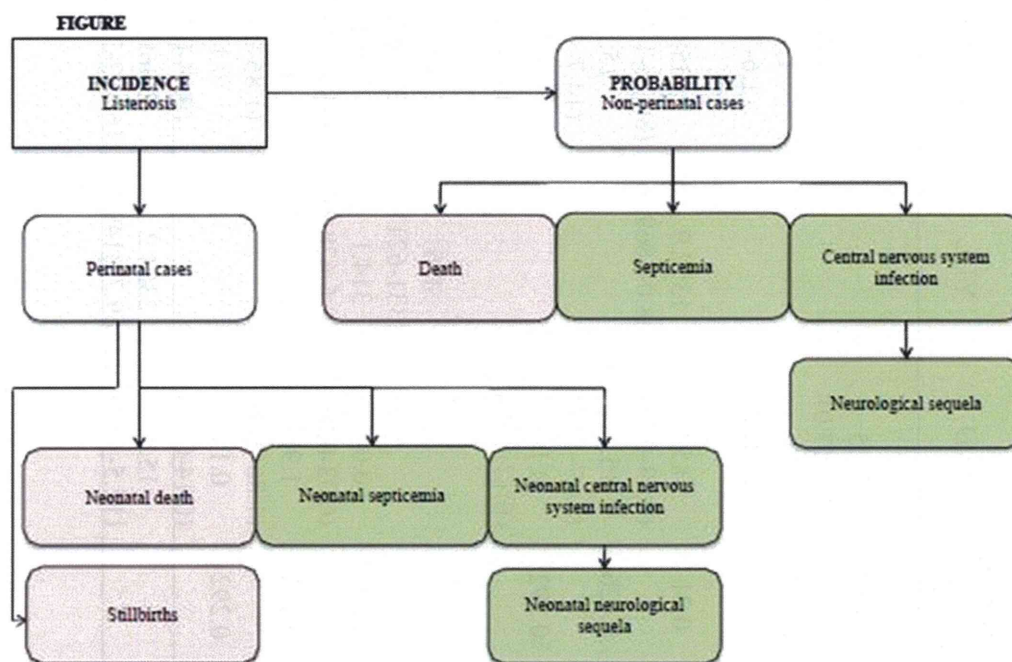 FIGURE
INCIDENCE
Listeriosis
PROBABILITY
Non-perinatal cases
Perinatal cases
Death
Septicemia
Central nervous system
infection
Neurological sequela
Neonatal death
Neonatal septicemia
Neonatal central nervous
system infection
Stillbirths
Neonatal neurological
sequela